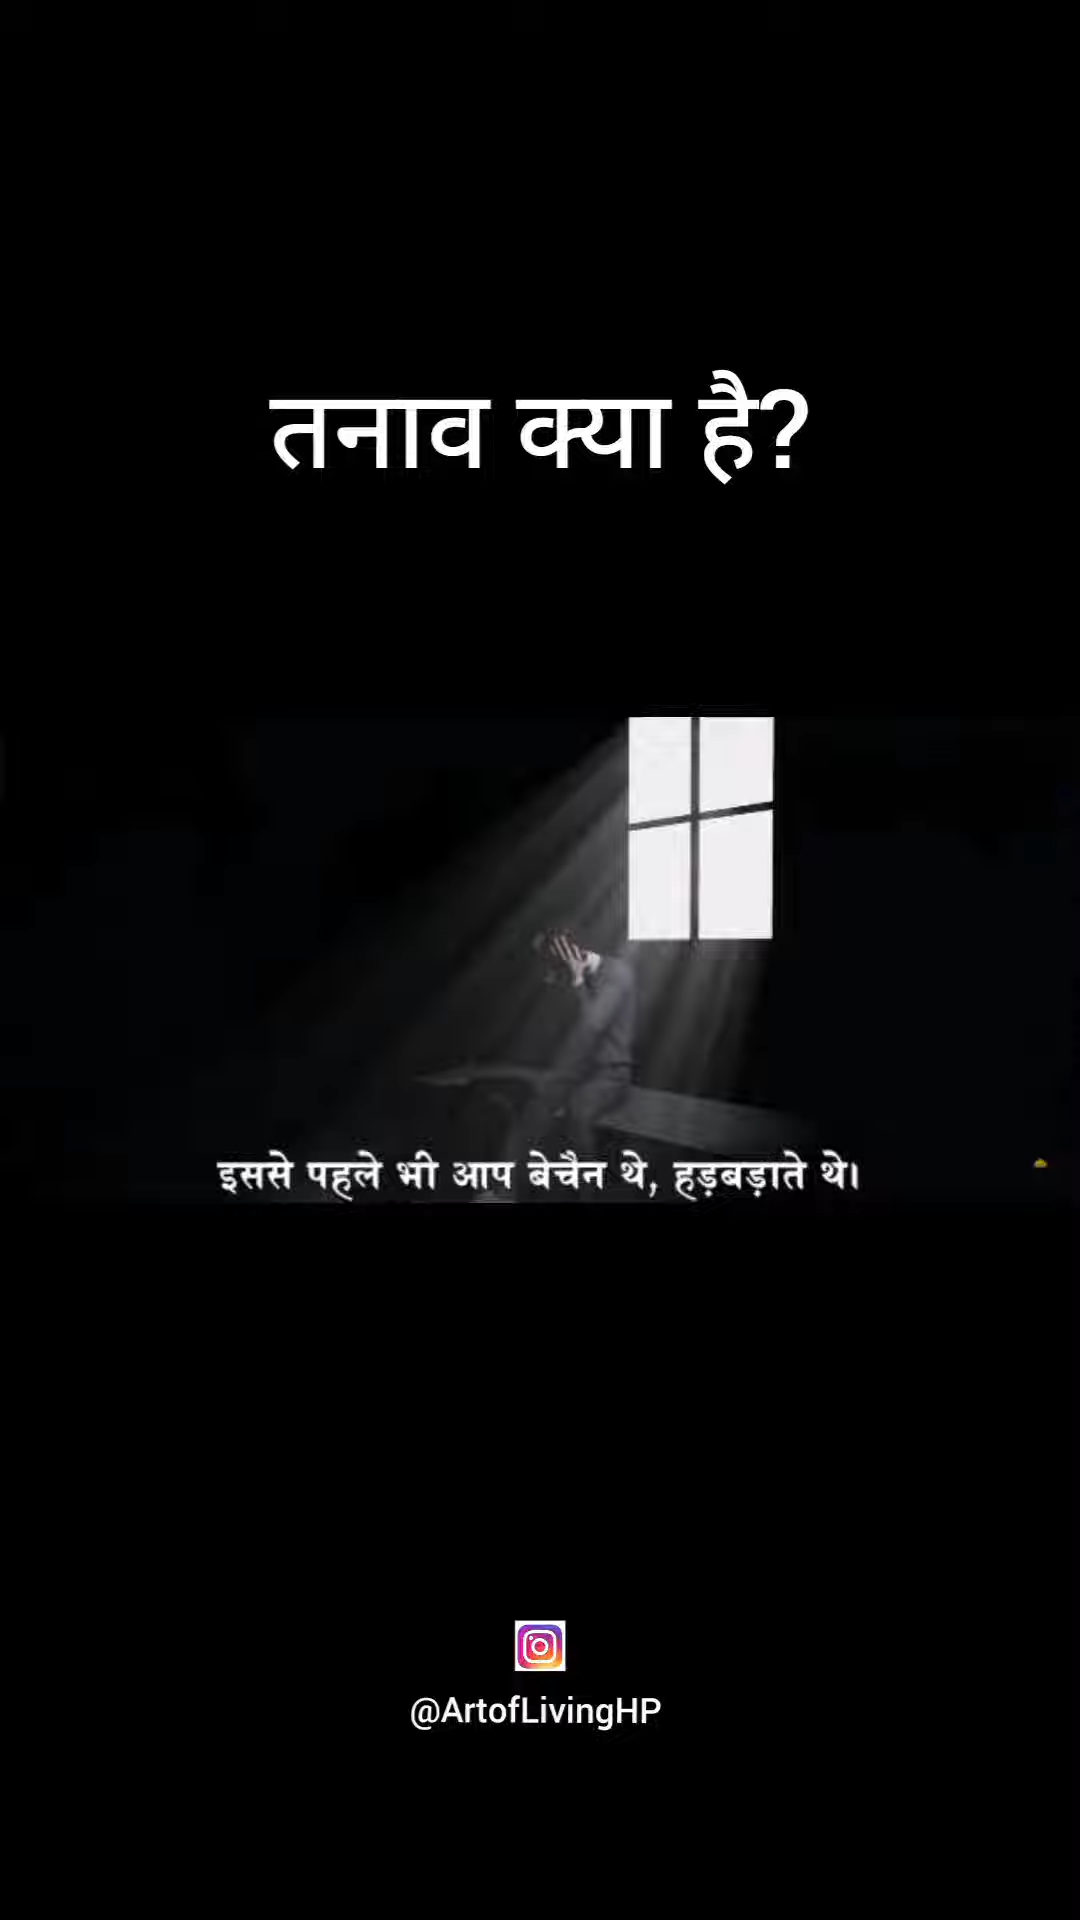 तनाव क्या है?
इससे पहले भी आप बेचैन थे, हड़बड़ाते थे।
@ArtofLivingHP